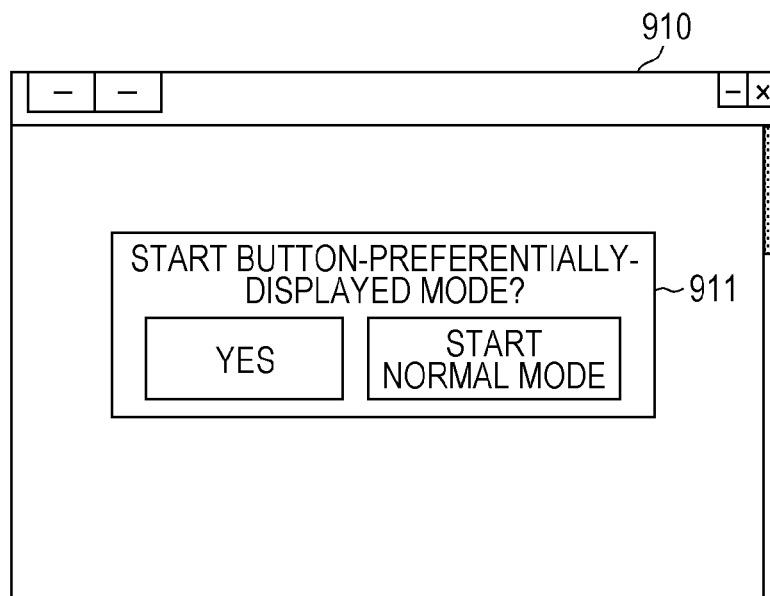 910
— —
– ×
START BUTTON-PREFERENTIALLY-
DISPLAYED MODE?
911
YES
START
NORMAL MODE